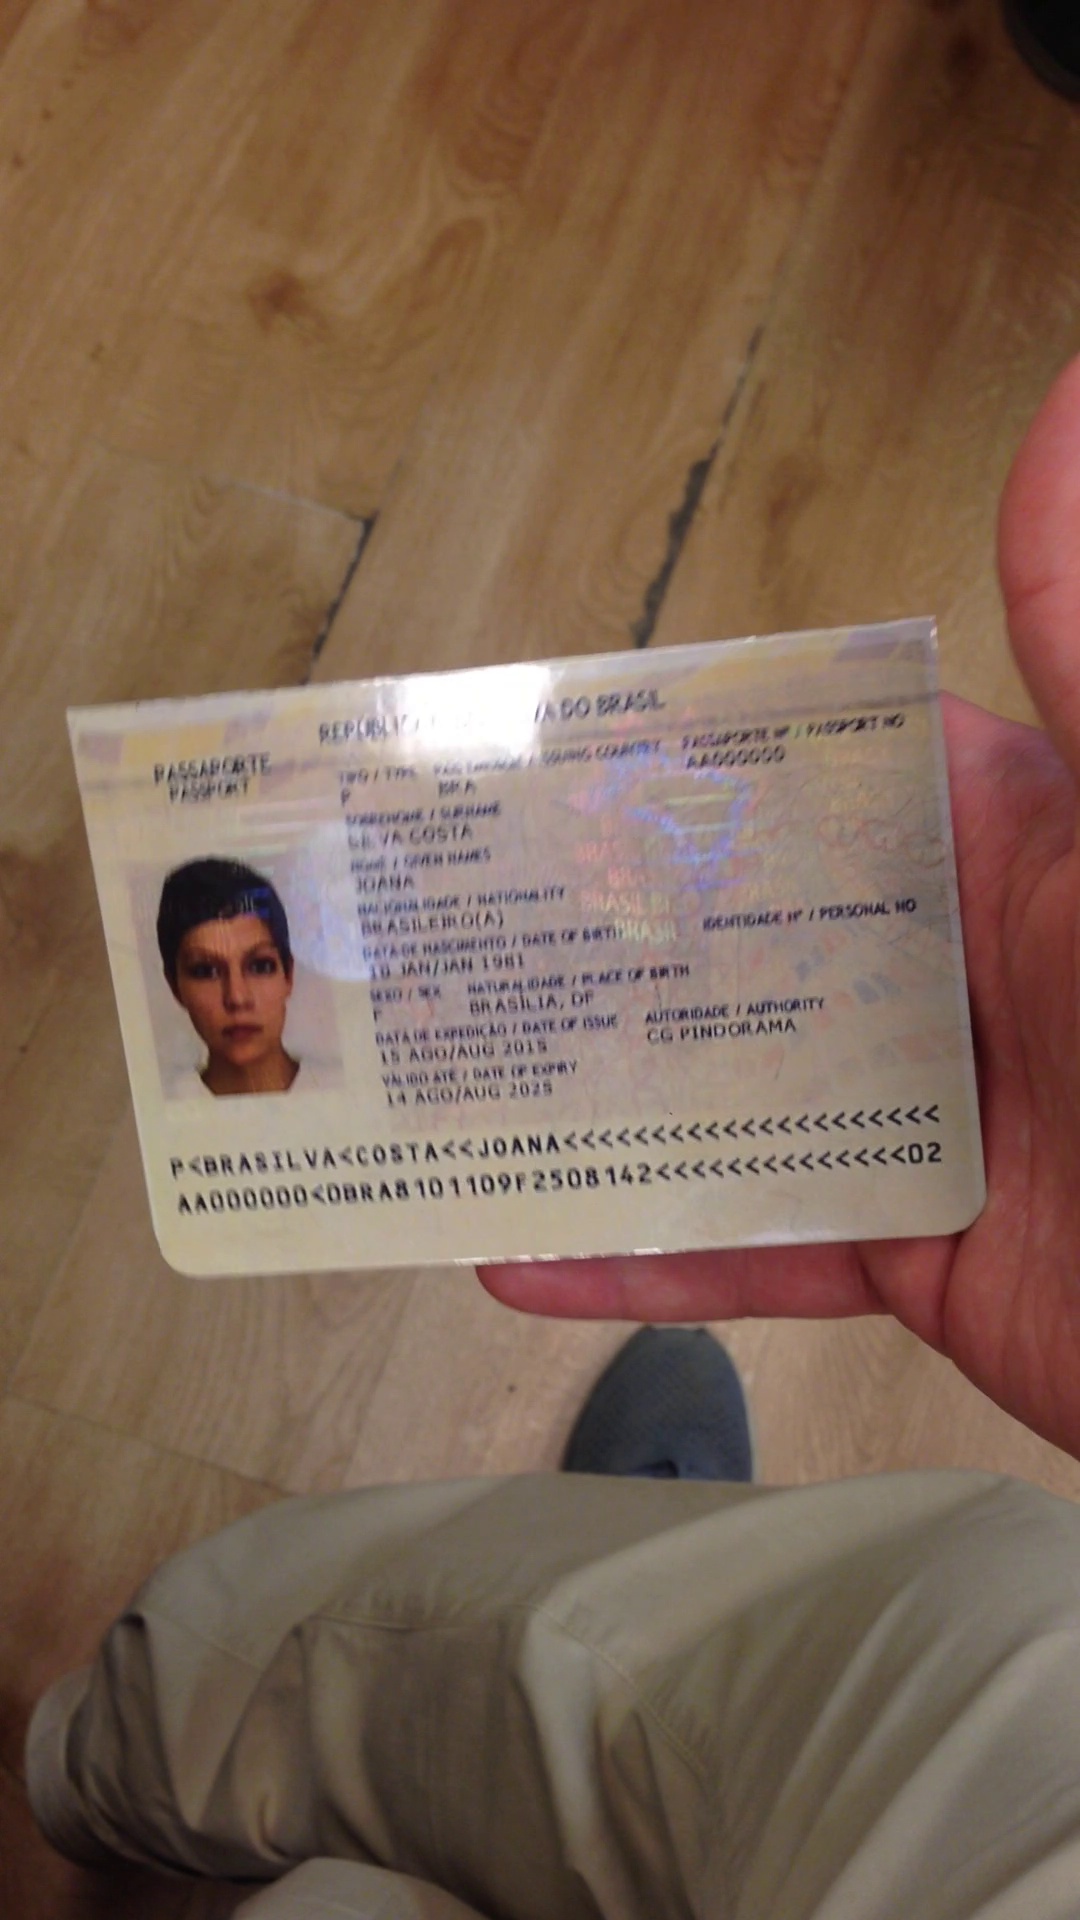 REPÚBLICA DO BRASIL
PASSAPORTE
PASSPORT
TIPO / TYPE PAÍS EMISSOR / ISSUING COUNTRY PASSAPORTE Nº / PASSPORT NO
P BRA AA000000
SOBRENOME / SURNAME
SILVA COSTA
NOME / GIVEN NAMES
JOANA
NACIONALIDADE / NATIONALITY
BRASILEIRO(A)
DATA DE NASCIMENTO / DATE OF BIRTH IDENTIDADE Nº / PERSONAL NO
10 JAN/JAN 1981
SEXO / SEX NATURALIDADE / PLACE OF BIRTH
F BRASÍLIA, DF
DATA DE EXPEDIÇÃO / DATE OF ISSUE AUTORIDADE / AUTHORITY
15 AGO/AUG 2015 CG PINDORAMA
VÁLIDO ATÉ / DATE OF EXPIRY
14 AGO/AUG 2025
BRASIL
BRASIL
P<BRASILVA<COSTA<<JOANA<<<<<<<<<<<<<<<<<<<<<
AA000000<0BRA8101109F2508142<<<<<<<<<<<<<<02